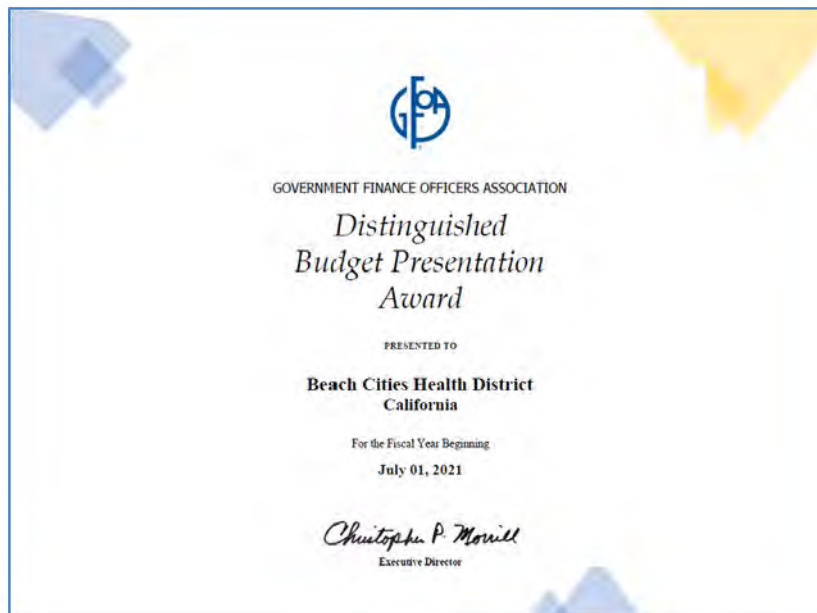 GFOA
GOVERNMENT FINANCE OFFICERS ASSOCIATION
Distinguished
Budget Presentation
Award
PRESENTED TO
Beach Cities Health District
California
For the Fiscal Year Beginning
July 01, 2021
Christopher P. Morrill
Executive Director